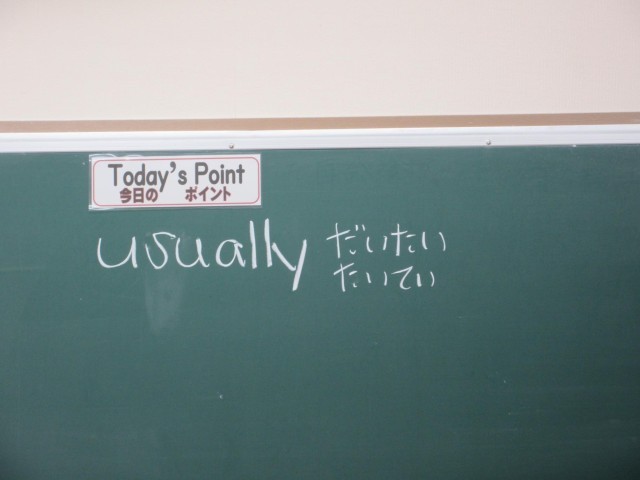 Today's Point
今日の ポイント
usually だいたい
たいてい